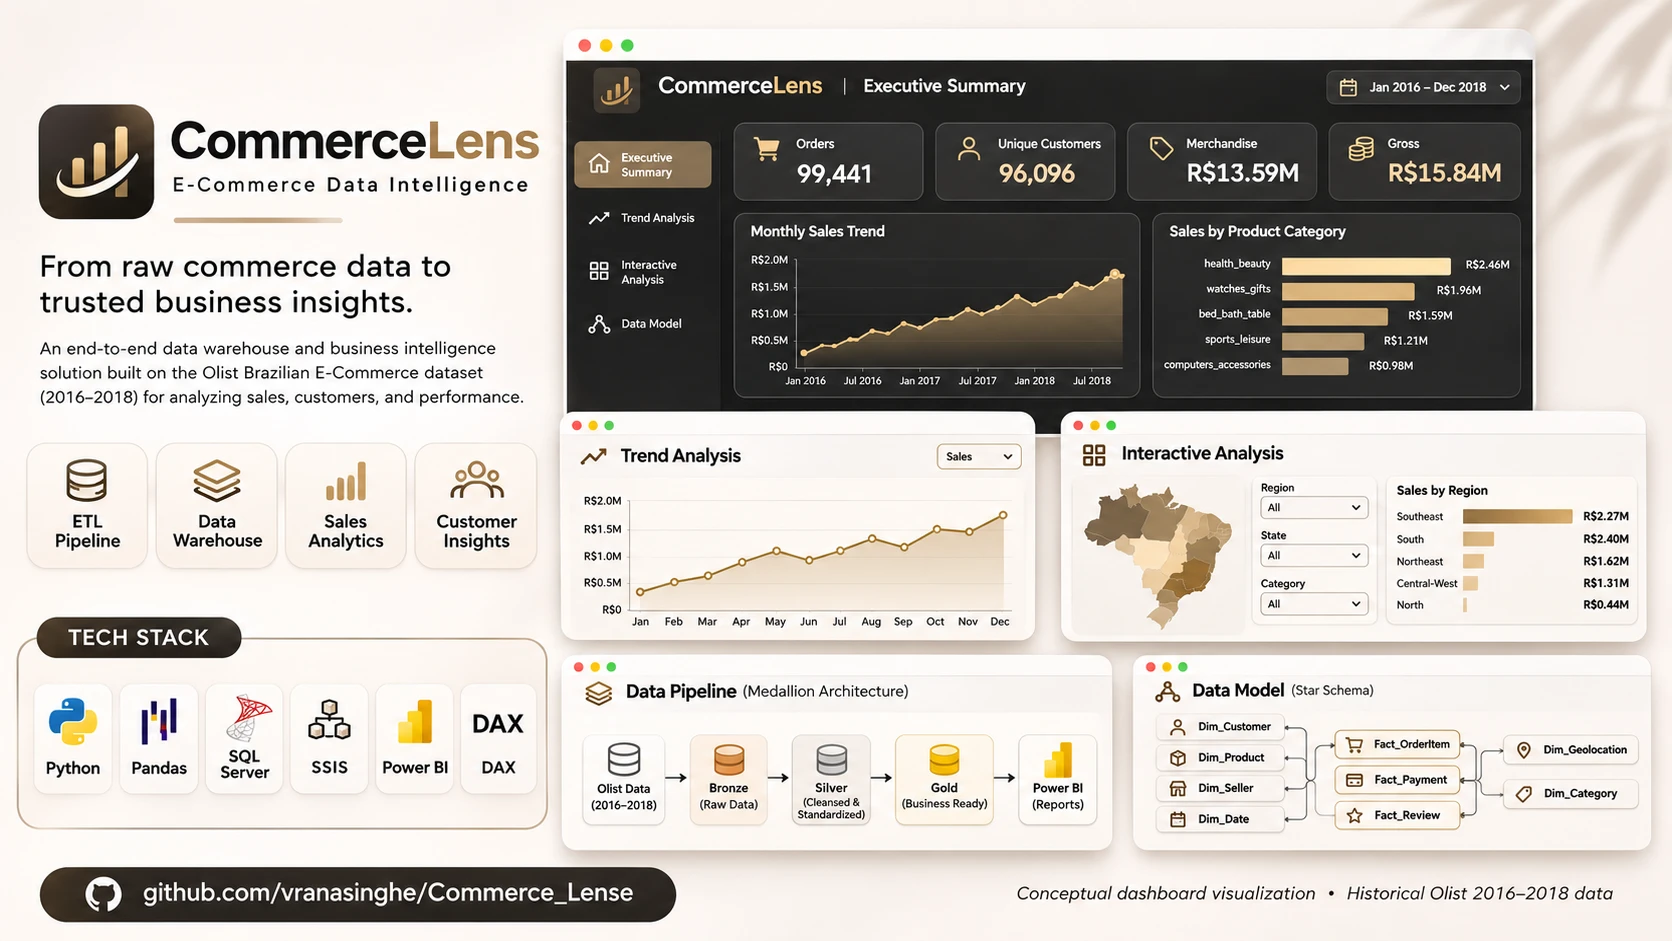 CommerceLens
E-Commerce Data Intelligence
From raw commerce data to
trusted business insights.
An end-to-end data warehouse and business intelligence
solution built on the Olist Brazilian E-Commerce dataset
(2016–2018) for analyzing sales, customers, and performance.
ETL
Pipeline
Data
Warehouse
Sales
Analytics
Customer
Insights
TECH STACK
Python
Pandas
SQL
Server
SSIS
Power BI
DAX
DAX
github.com/vranasinghe/Commerce_Lense
CommerceLens | Executive Summary
Jan 2016 – Dec 2018
Executive
Summary
Trend Analysis
Interactive
Analysis
Data Model
Orders
99,441
Unique Customers
96,096
Merchandise
R$13.59M
Gross
R$15.84M
Monthly Sales Trend
R$2.0M
R$1.5M
R$1.0M
R$0.5M
R$0
Jan 2016 Jul 2016 Jan 2017 Jul 2017 Jan 2018 Jul 2018
Sales by Product Category
health_beauty R$2.46M
watches_gifts R$1.96M
bed_bath_table R$1.59M
sports_leisure R$1.21M
computers_accessories R$0.98M
Trend Analysis
Sales
R$2.0M
R$1.5M
R$1.0M
R$0.5M
R$0
Jan Feb Mar Apr May Jun Jul Aug Sep Oct Nov Dec
Interactive Analysis
Region
All
State
All
Category
All
Sales by Region
Southeast R$2.27M
South R$2.40M
Northeast R$1.62M
Central-West R$1.31M
North R$0.44M
Data Pipeline (Medallion Architecture)
Olist Data
(2016–2018)
Bronze
(Raw Data)
Silver
(Cleansed &
Standardized)
Gold
(Business Ready)
Power BI
(Reports)
Data Model (Star Schema)
Dim_Customer
Dim_Product
Dim_Seller
Dim_Date
Fact_OrderItem
Fact_Payment
Fact_Review
Dim_Geolocation
Dim_Category
Conceptual dashboard visualization • Historical Olist 2016–2018 data